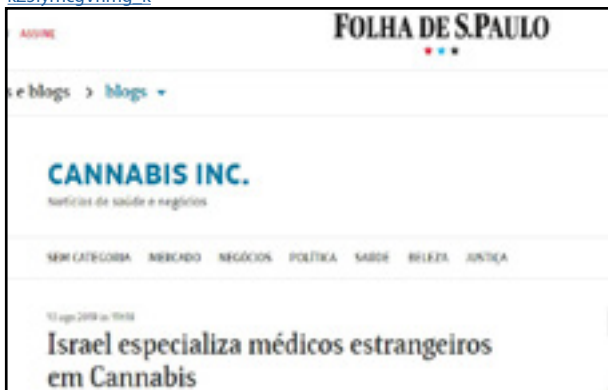 ASSINE
FOLHA DE S.PAULO
s e blogs > blogs
CANNABIS INC.
Notícias de saúde e negócios
SEM CATEGORIA MERCADO NEGÓCIOS POLÍTICA SAÚDE BELEZA JUSTIÇA
Israel especializa médicos estrangeiros
em Cannabis